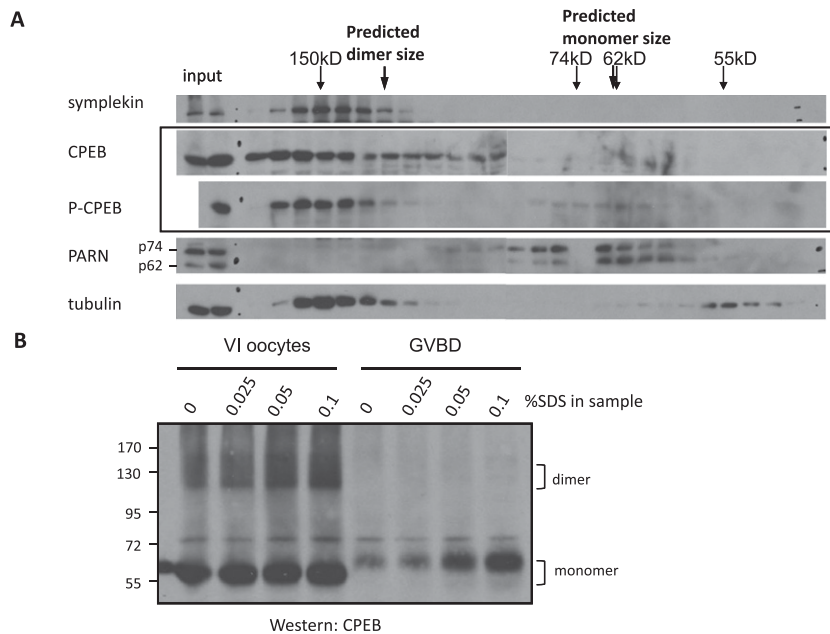 A
Predicted
dimer size
Predicted
monomer size
150kD
74kD
62kD
55kD
input
symplekin
CPEB
P-CPEB
PARN
p74
p62
tubulin
B
VI oocytes
GVBD
0
0.025
0.05
0.1
0
0.025
0.05
0.1
%SDS in sample
170
130
95
72
55
dimer
monomer
Western: CPEB